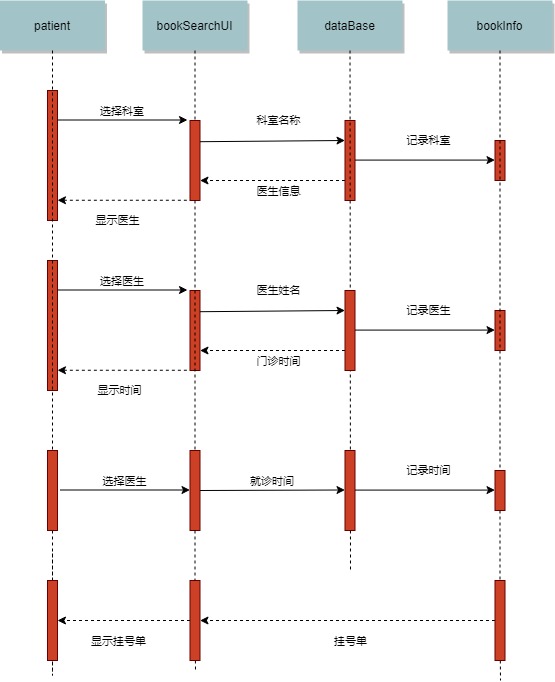 patient
bookSearchUI
dataBase
bookInfo
选择科室
科室名称
记录科室
医生信息
显示医生
选择医生
医生姓名
记录医生
门诊时间
显示时间
选择医生
就诊时间
记录时间
显示挂号单
挂号单